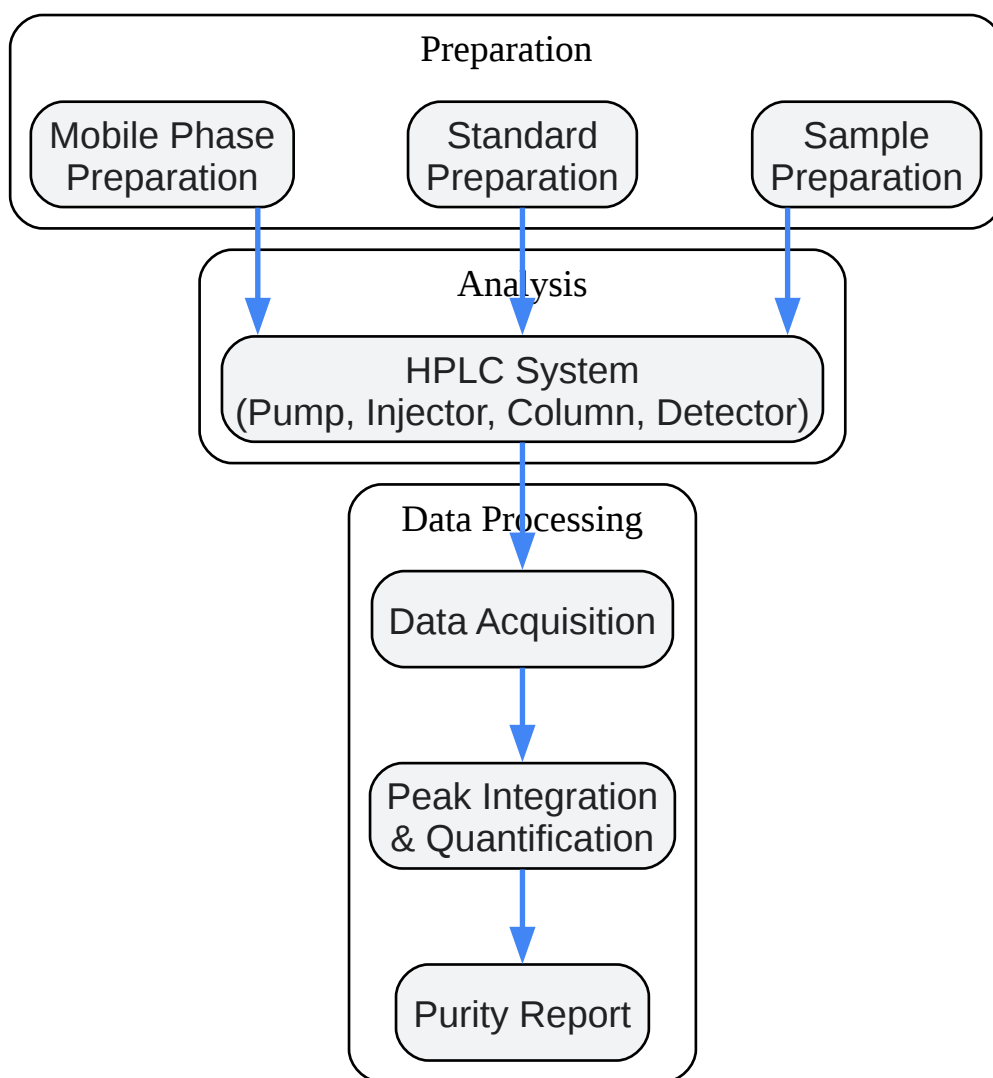 Preparation
Mobile Phase
Preparation
Standard
Preparation
Sample
Preparation
Analysis
HPLC System
(Pump, Injector, Column, Detector)
Data Processing
Data Acquisition
Peak Integration
& Quantification
Purity Report